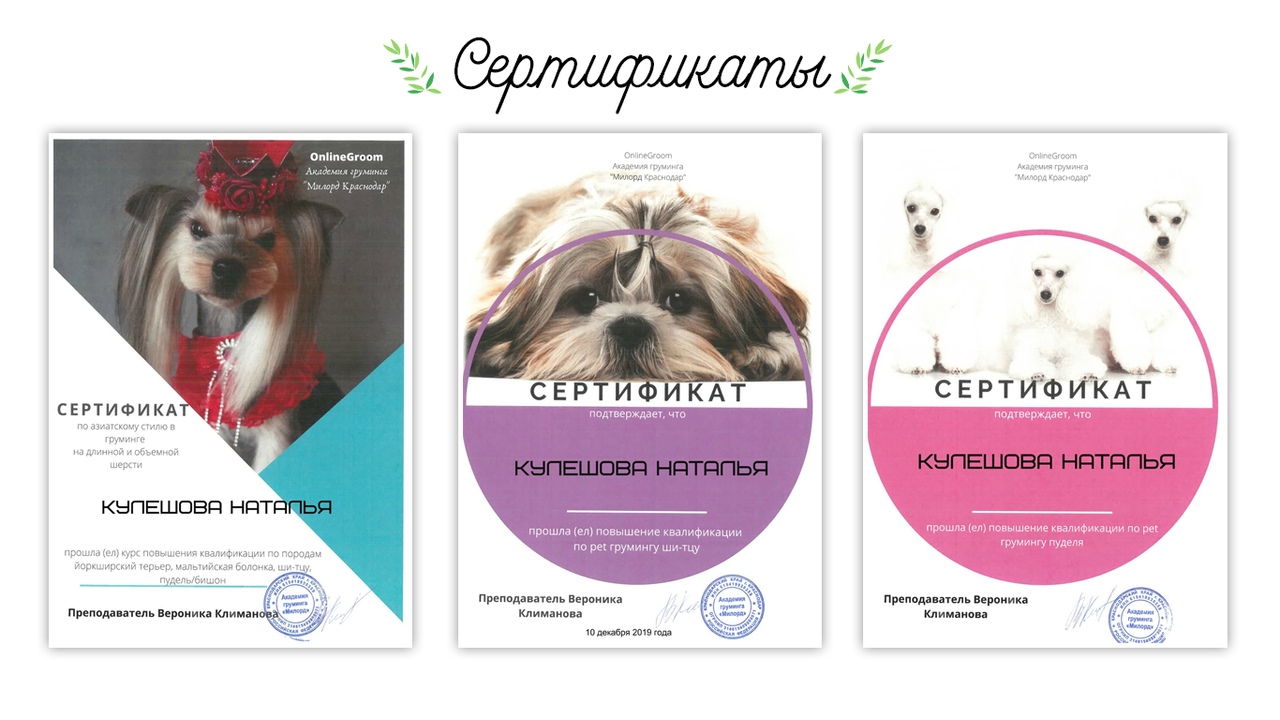 Сертификаты
OnlineGroom
Академия груминга
"Милорд Краснодар"
СЕРТИФИКАТ
по азиатскому стилю в
груминге
на длинной и объемной
шерсти
КУЛЕШОВА НАТАЛЬЯ
прошла (ел) курс повышения квалификации по породам
йоркширский терьер, мальтийская болонка, ши-тцу,
пудель/бишон
Преподаватель Вероника Климанова
Академия
груминга
«Милорд»
OnlineGroom
Академия груминга
"Милорд Краснодар"
СЕРТИФИКАТ
подтверждает, что
КУЛЕШОВА НАТАЛЬЯ
прошла (ел) повышение квалификации
по pet грумингу ши-тцу
Преподаватель Вероника
Климанова
10 декабря 2019 года
Академия
груминга
«Милорд»
OnlineGroom
Академия груминга
"Милорд Краснодар"
СЕРТИФИКАТ
подтверждает, что
КУЛЕШОВА НАТАЛЬЯ
прошла (ел) повышение квалификации по pet
грумингу пуделя
Преподаватель Вероника
Климанова
Академия
груминга
«Милорд»